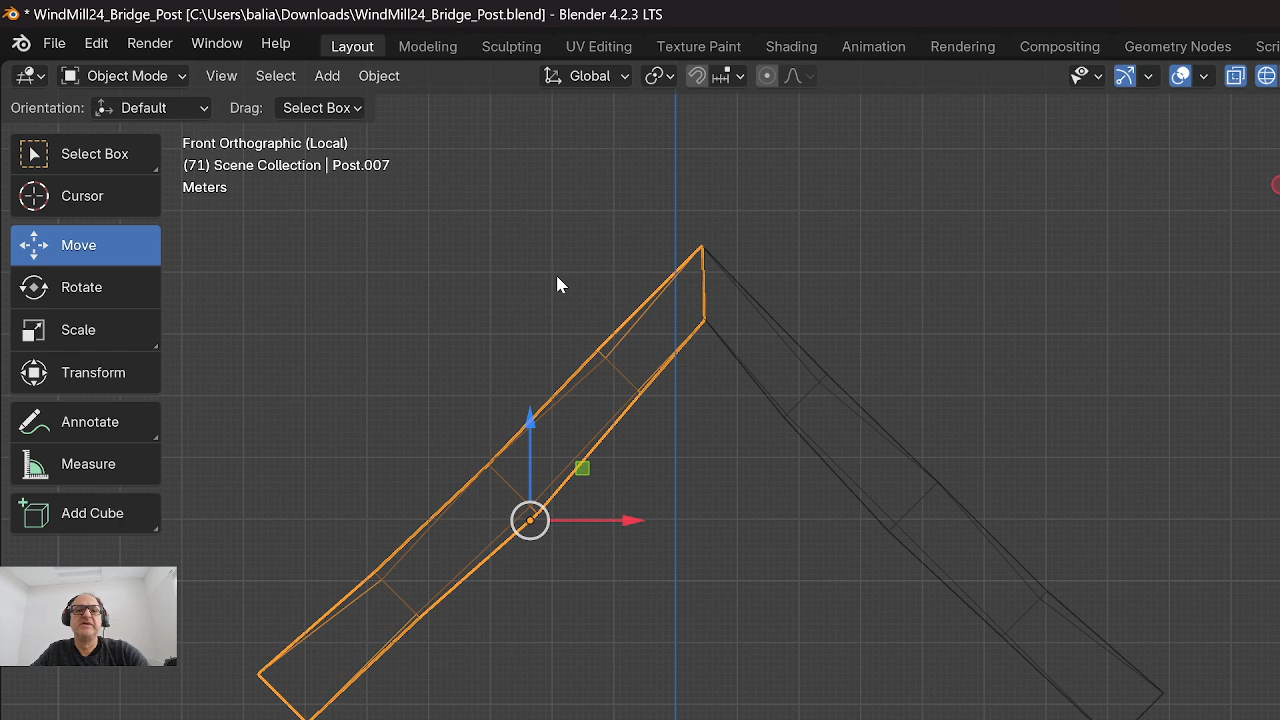 * WindMill24_Bridge_Post [C:\Users\balia\Downloads\WindMill24_Bridge_Post.blend] - Blender 4.2.3 LTS
File Edit Render Window Help Layout Modeling Sculpting UV Editing Texture Paint Shading Animation Rendering Compositing Geometry Nodes Scri
Object Mode View Select Add Object Global
Orientation: Default Drag: Select Box
Front Orthographic (Local)
(71) Scene Collection | Post.007
Meters
Select Box
Cursor
Move
Rotate
Scale
Transform
Annotate
Measure
Add Cube